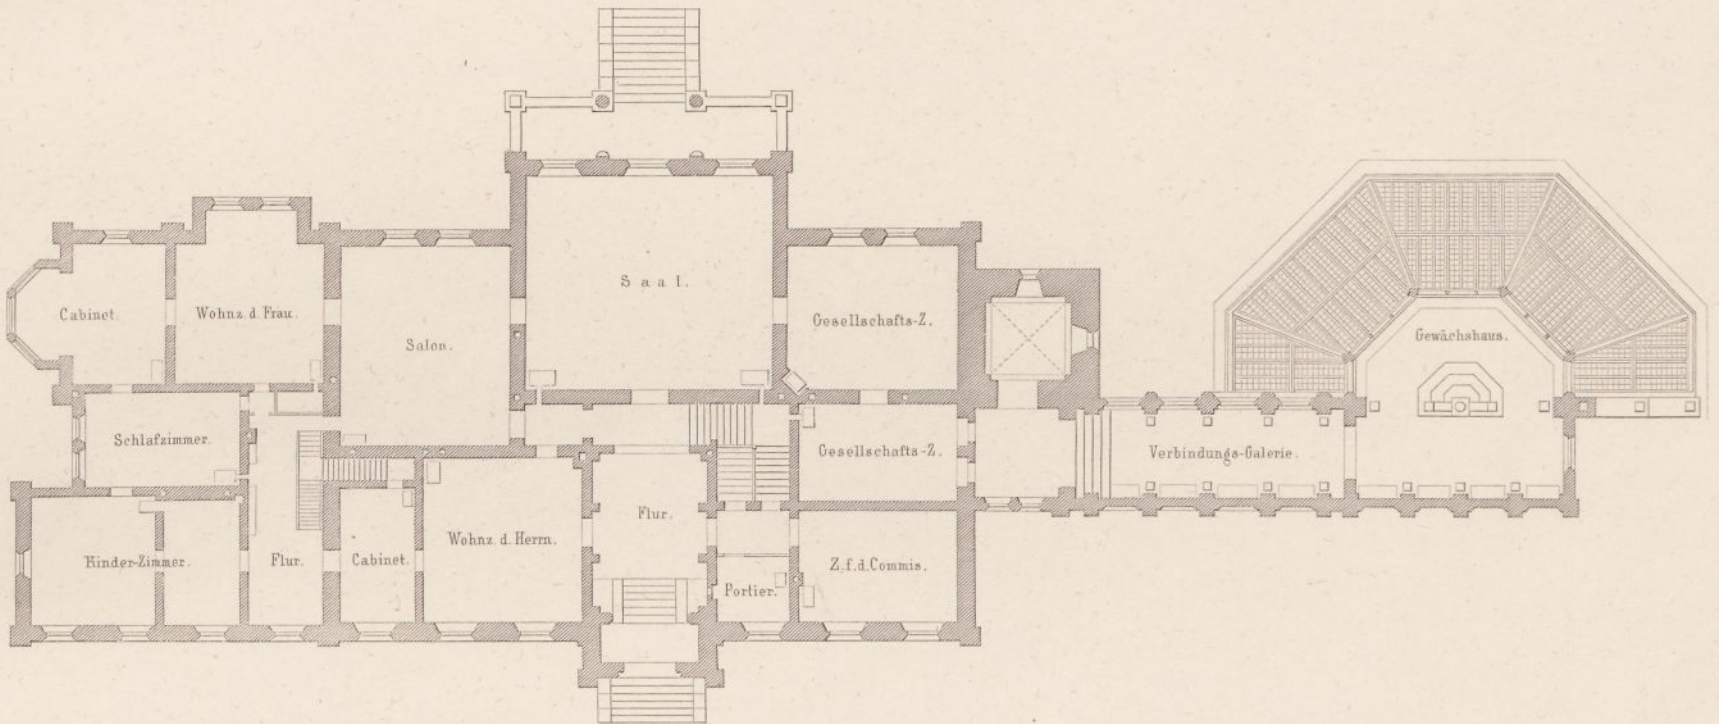 Saal.
Cabinet.
Wohnz. d. Frau.
Salon.
Gesellschafts-Z.
Gewächshaus.
Schlafzimmer.
Gesellschafts-Z.
Verbindungs-Galerie.
Kinder-Zimmer.
Flur.
Cabinet.
Wohnz. d. Herrn.
Flur.
Portier.
Z.f.d.Commis.